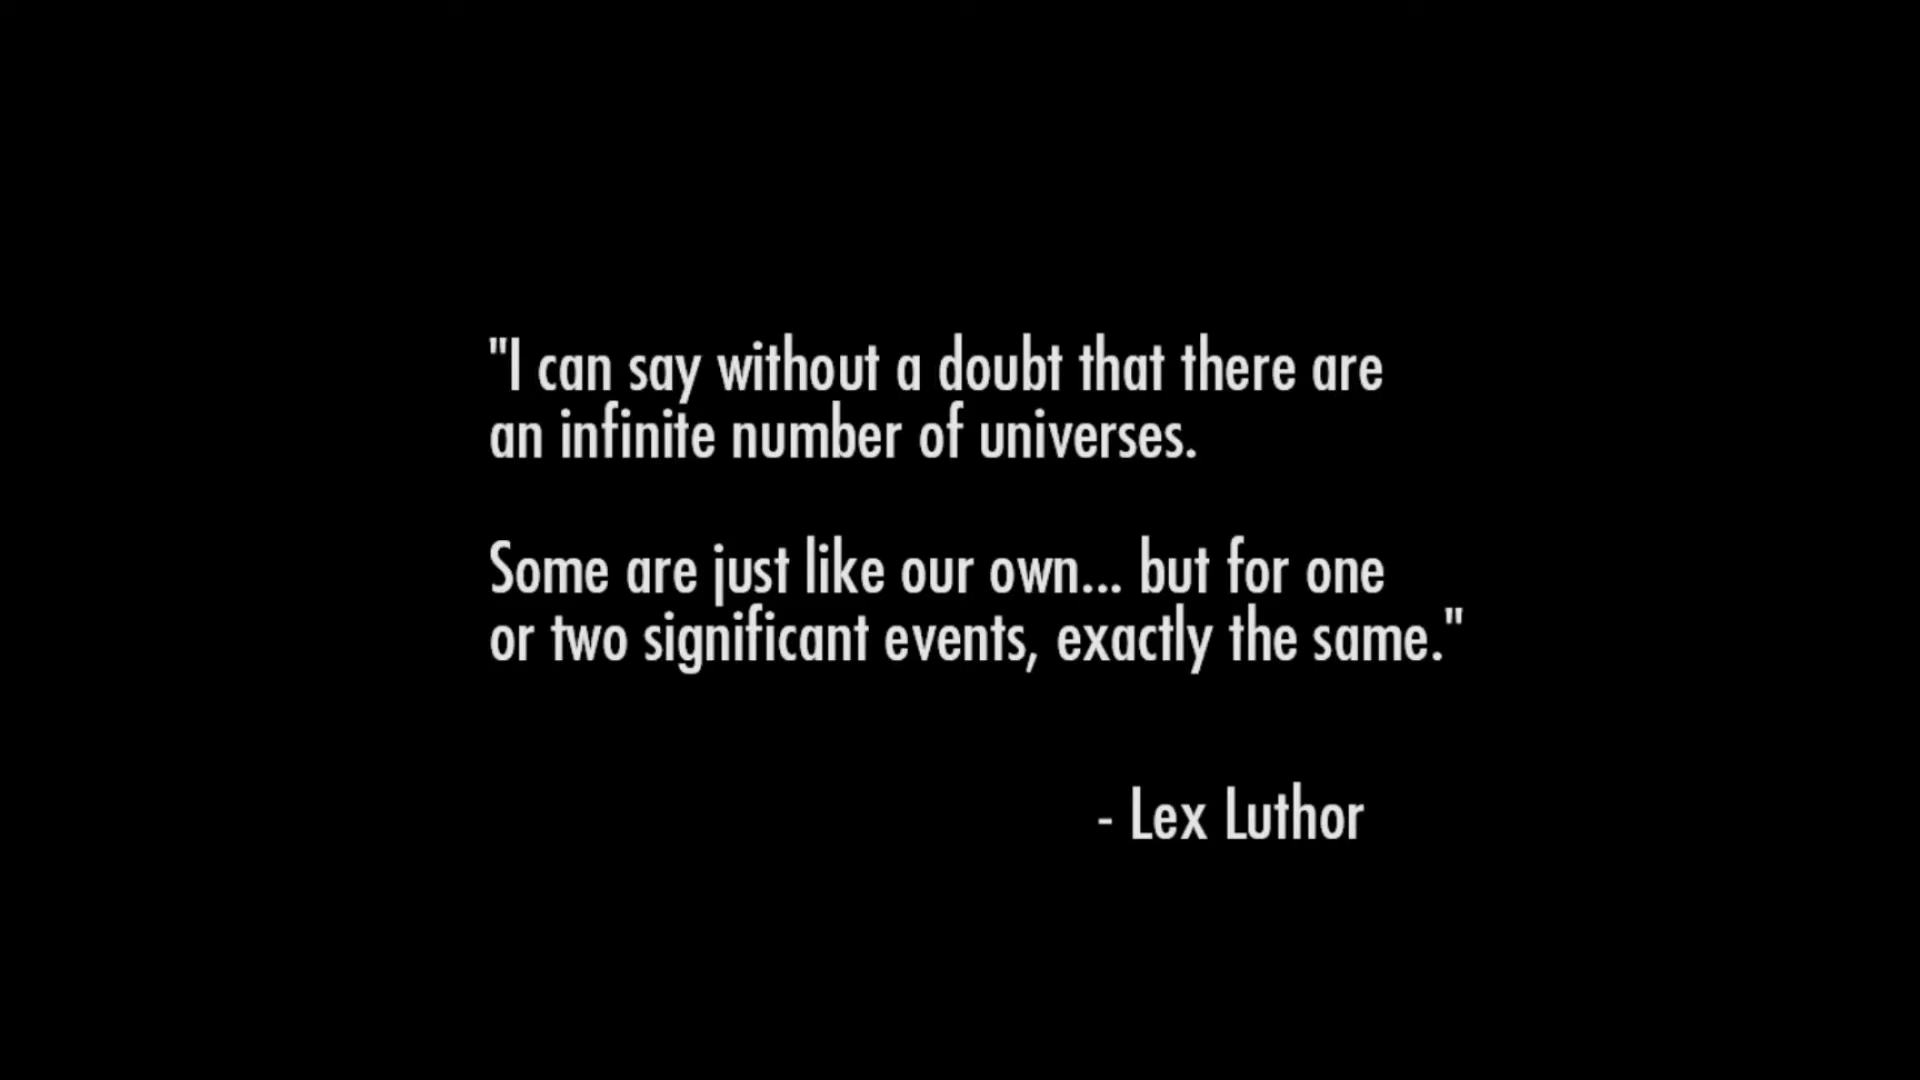 "I can say without a doubt that there are
an infinite number of universes.
Some are just like our own... but for one
or two significant events, exactly the same."
- Lex Luthor